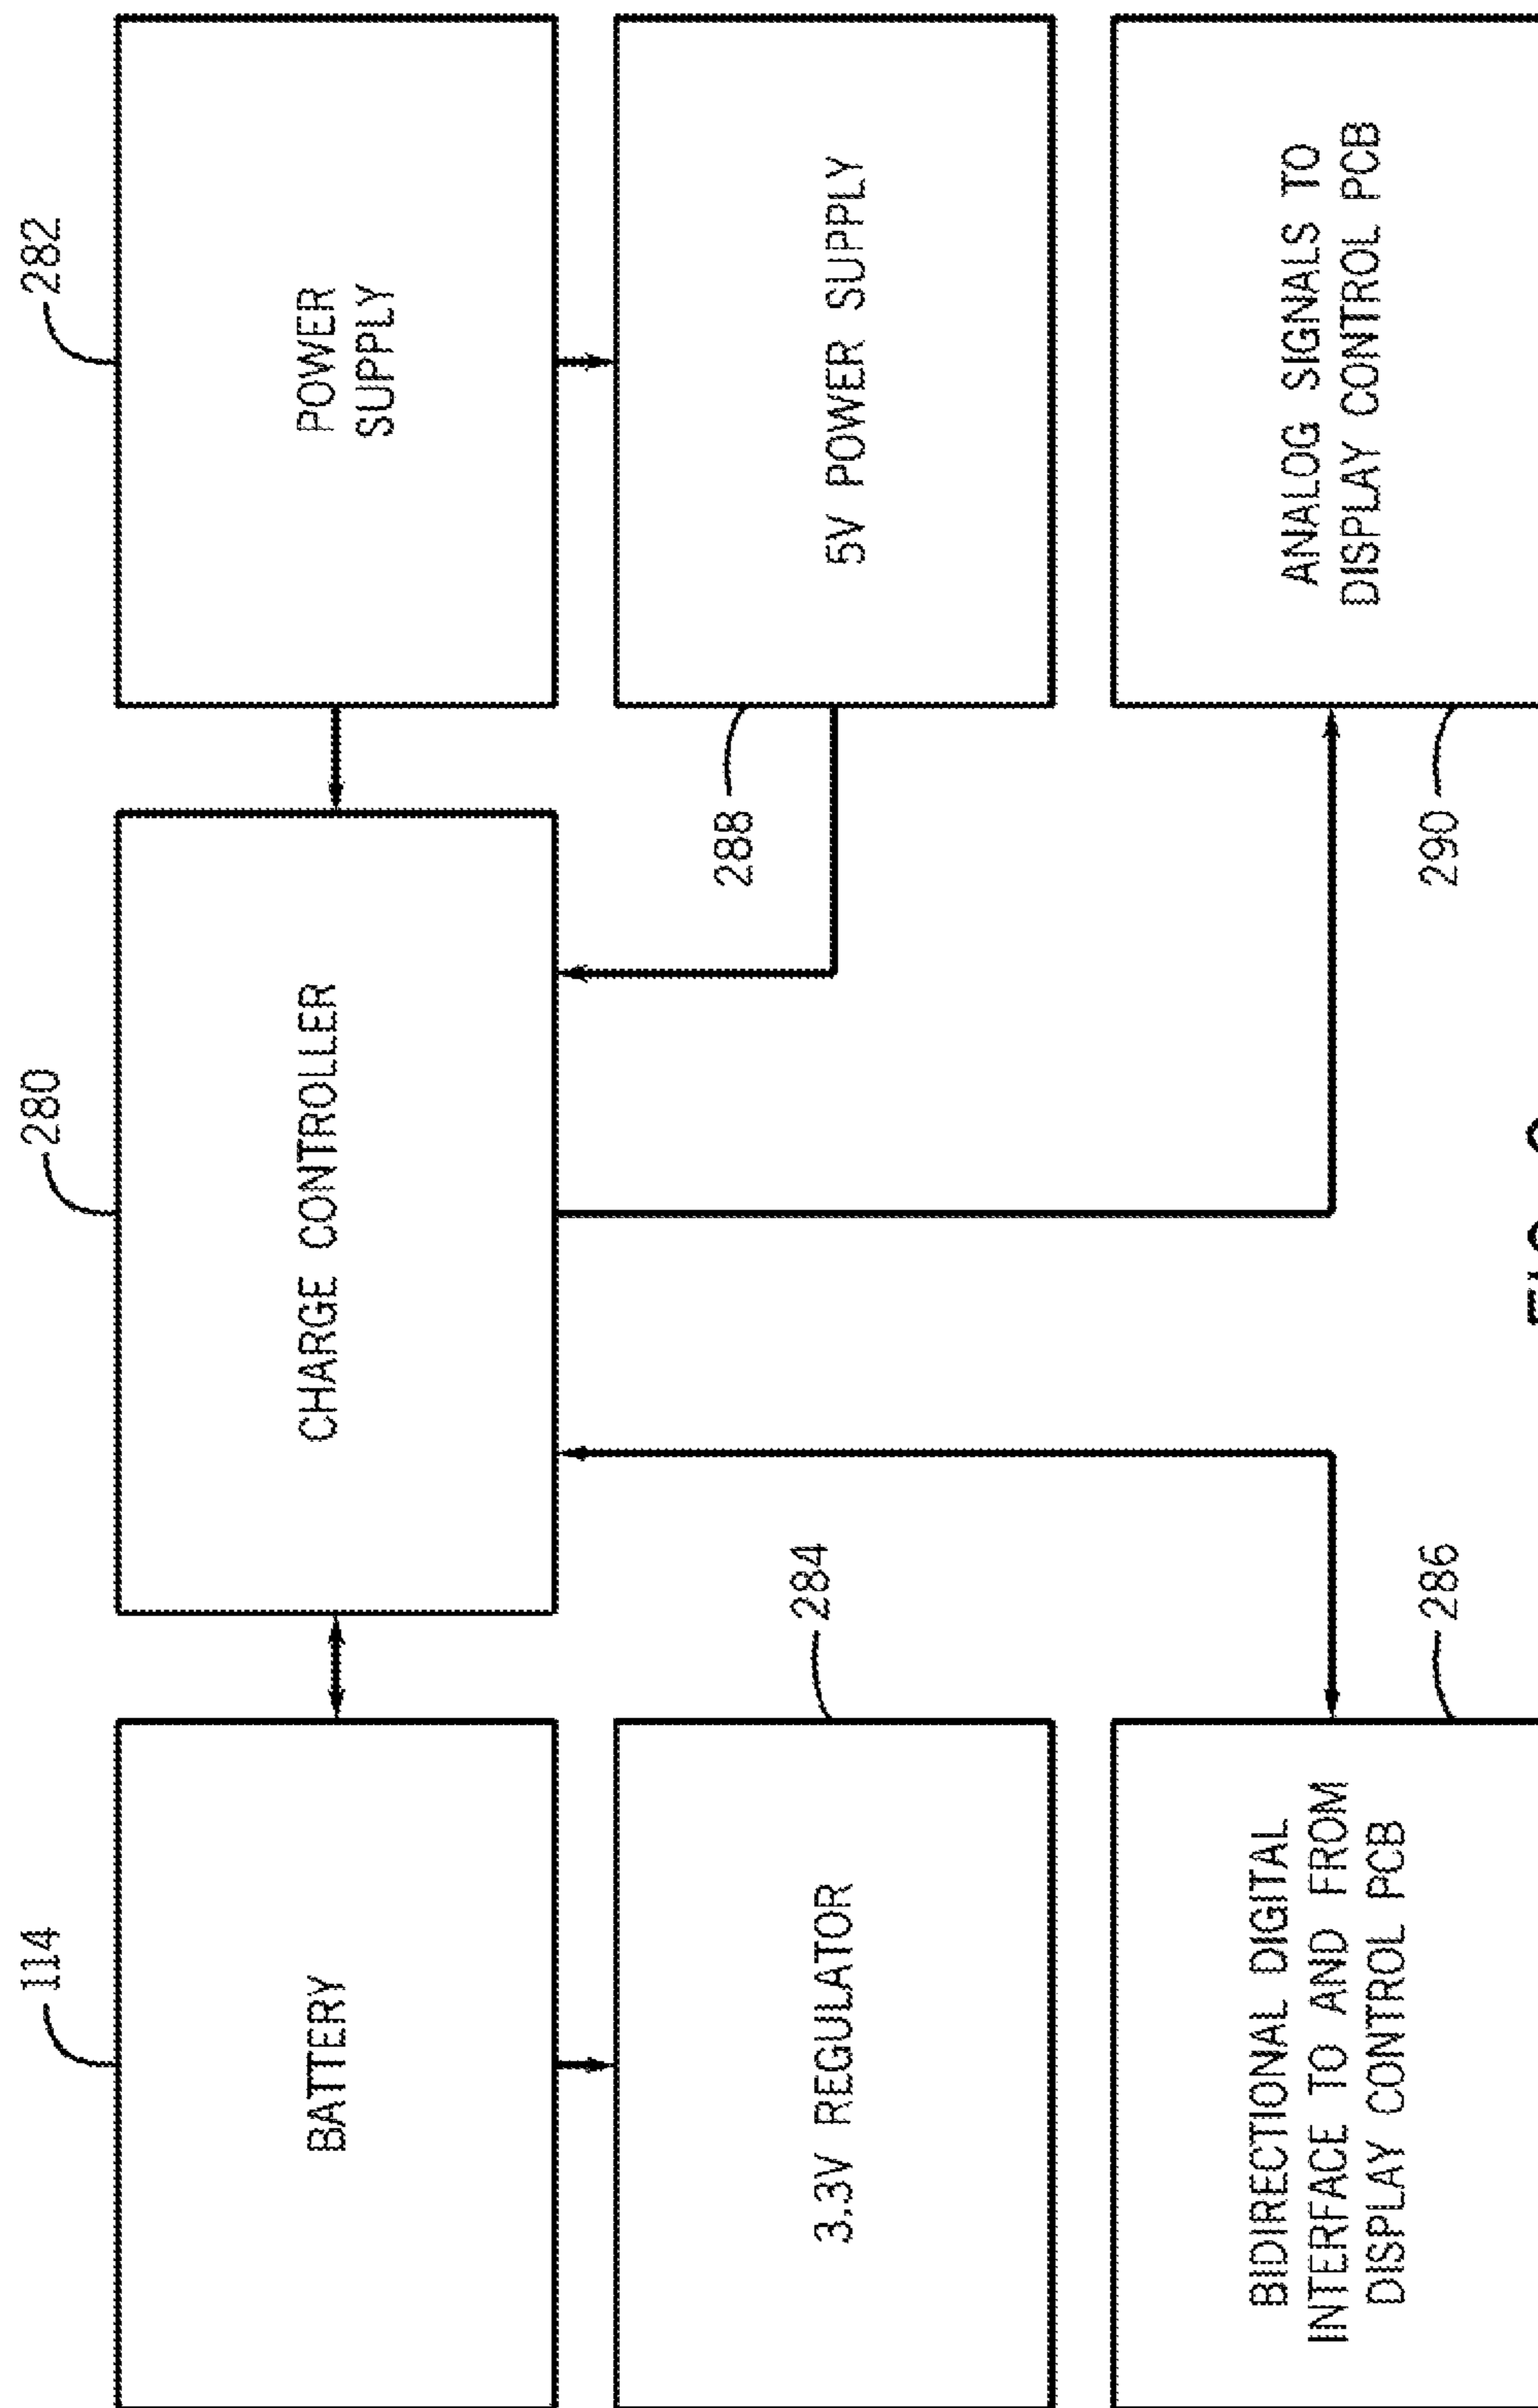 114
BATTERY
280
CHARGE CONTROLLER
282
POWER
SUPPLY
284
3.3V REGULATOR
288
5V POWER SUPPLY
286
BIDIRECTIONAL DIGITAL
INTERFACE TO AND FROM
DISPLAY CONTROL PCB
290
ANALOG SIGNALS TO
DISPLAY CONTROL PCB